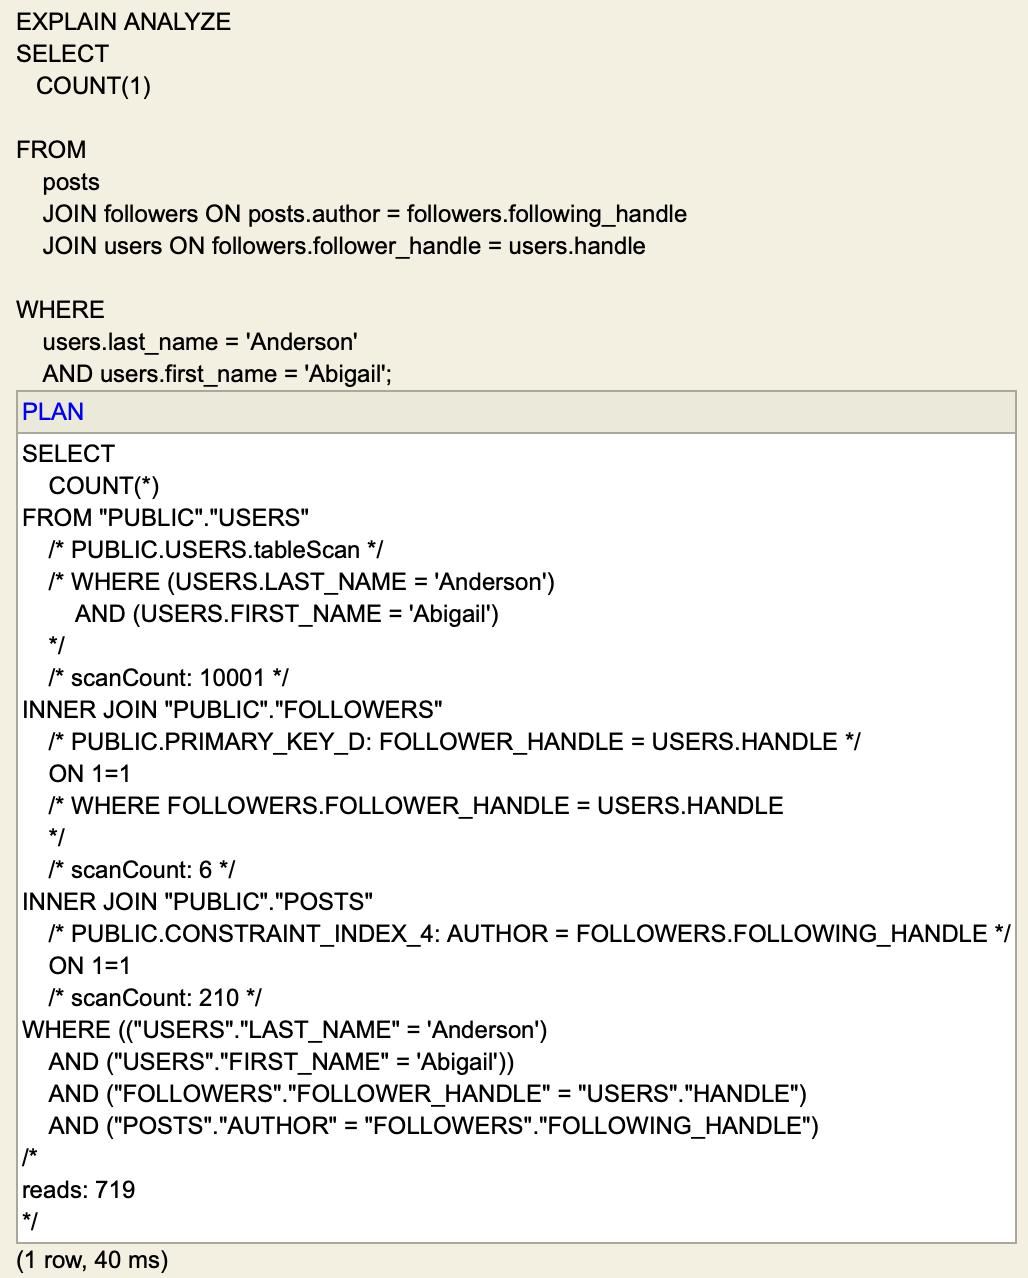 EXPLAIN ANALYZE
SELECT
COUNT(1)
FROM
posts
JOIN followers ON posts.author = followers.following_handle
JOIN users ON followers.follower_handle = users.handle
WHERE
users.last_name = 'Anderson'
AND users.first_name = 'Abigail';
PLAN
SELECT
COUNT(*)
FROM "PUBLIC"."USERS"
/* PUBLIC.USERS.tableScan */
/* WHERE (USERS.LAST_NAME = 'Anderson')
AND (USERS.FIRST_NAME = 'Abigail')
*/
/* scanCount: 10001 */
INNER JOIN "PUBLIC"."FOLLOWERS"
/* PUBLIC.PRIMARY_KEY_D: FOLLOWER_HANDLE = USERS.HANDLE */
ON 1=1
/* WHERE FOLLOWERS.FOLLOWER_HANDLE = USERS.HANDLE
*/
/* scanCount: 6 */
INNER JOIN "PUBLIC"."POSTS"
/* PUBLIC.CONSTRAINT_INDEX_4: AUTHOR = FOLLOWERS.FOLLOWING_HANDLE */
ON 1=1
/* scanCount: 210 */
WHERE (("USERS"."LAST_NAME" = 'Anderson')
AND ("USERS"."FIRST_NAME" = 'Abigail'))
AND ("FOLLOWERS"."FOLLOWER_HANDLE" = "USERS"."HANDLE")
AND ("POSTS"."AUTHOR" = "FOLLOWERS"."FOLLOWING_HANDLE")
/*
reads: 719
*/
(1 row, 40 ms)